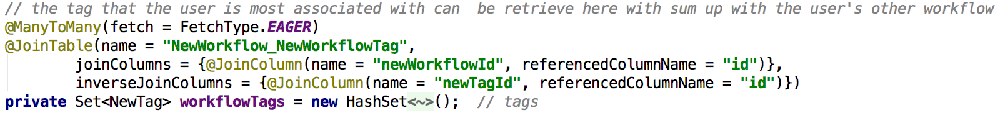 // the tag that the user is most associated with can  be retrieve here with sum up with the user's other workflow
@ManyToMany(fetch = FetchType.EAGER)
@JoinTable(name = "NewWorkflow_NewWorkflowTag",
        joinColumns = {@JoinColumn(name = "newWorkflowId", referencedColumnName = "id")},
        inverseJoinColumns = {@JoinColumn(name = "newTagId", referencedColumnName = "id")})
private Set<NewTag> workflowTags = new HashSet<~>();  // tags